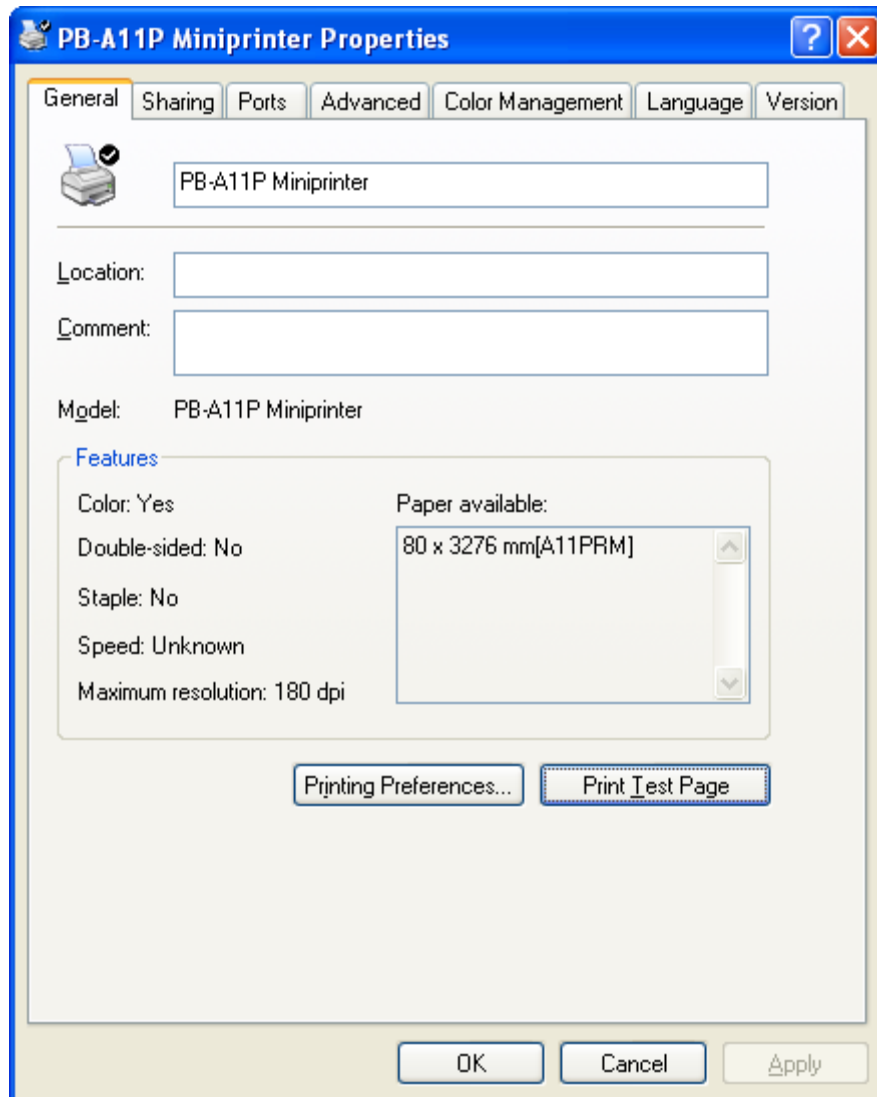 PB-A11P Miniprinter Properties
?
General Sharing Ports Advanced Color Management Language Version
PB-A11P Miniprinter
Location:
Comment:
Model: PB-A11P Miniprinter
Features
Color: Yes Paper available:
Double-sided: No 80 x 3276 mm[A11PRM]
Staple: No
Speed: Unknown
Maximum resolution: 180 dpi
Printing Preferences... Print Test Page
OK Cancel Apply